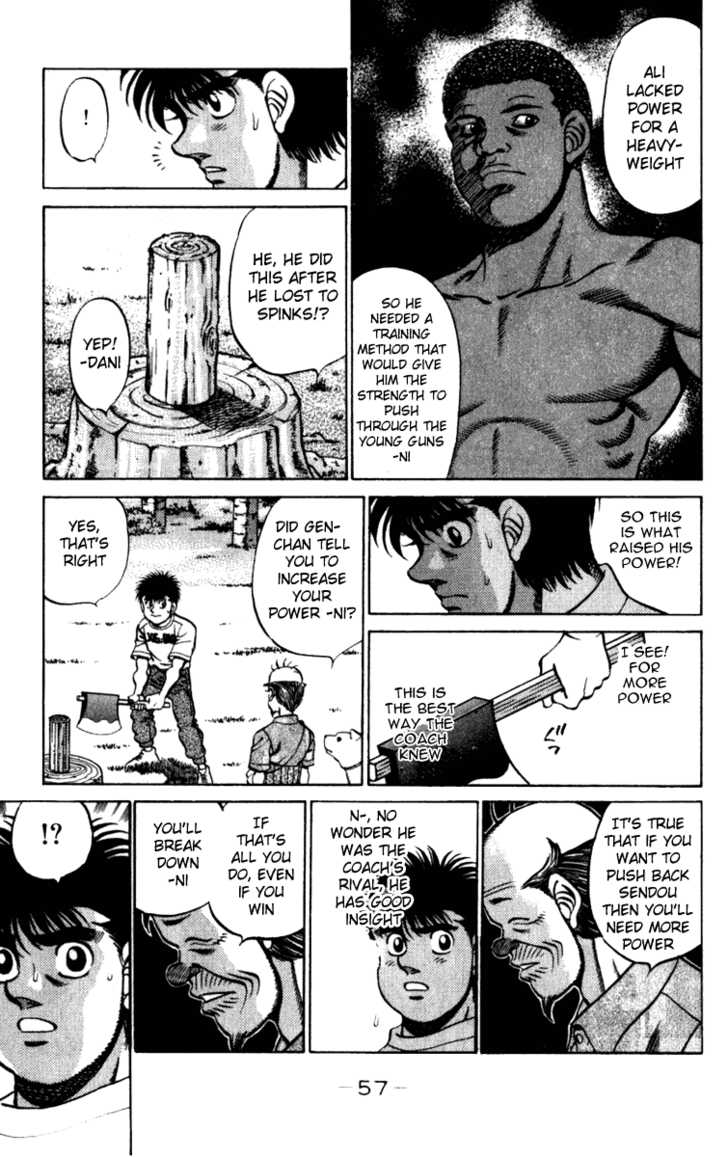 ALI
LACKED
POWER
FOR A
HEAVY-
WEIGHT
SO HE
NEEDED A
TRAINING
METHOD THAT
WOULD GIVE
HIM THE
STRENGTH TO
PUSH
THROUGH THE
YOUNG GUNS
-NI
!
HE, HE DID
THIS AFTER
HE LOST TO
SPINKS!?
YEP!
-DANI
SO THIS
IS WHAT
RAISED HIS
POWER!
I SEE!
FOR
MORE
POWER
THIS IS
THE BEST
WAY THE
COACH
KNEW
DID GEN-
CHAN TELL
YOU TO
INCREASE
YOUR
POWER -NI?
YES,
THAT'S
RIGHT
IT'S TRUE
THAT IF YOU
WANT TO
PUSH BACK
SENDOU
THEN YOU'LL
NEED MORE
POWER
N-, NO
WONDER HE
WAS THE
COACH'S
RIVAL, HE
HAS GOOD
INSIGHT
IF
THAT'S
ALL YOU
DO, EVEN
IF YOU
WIN
YOU'LL
BREAK
DOWN
-NI
!?
-57-